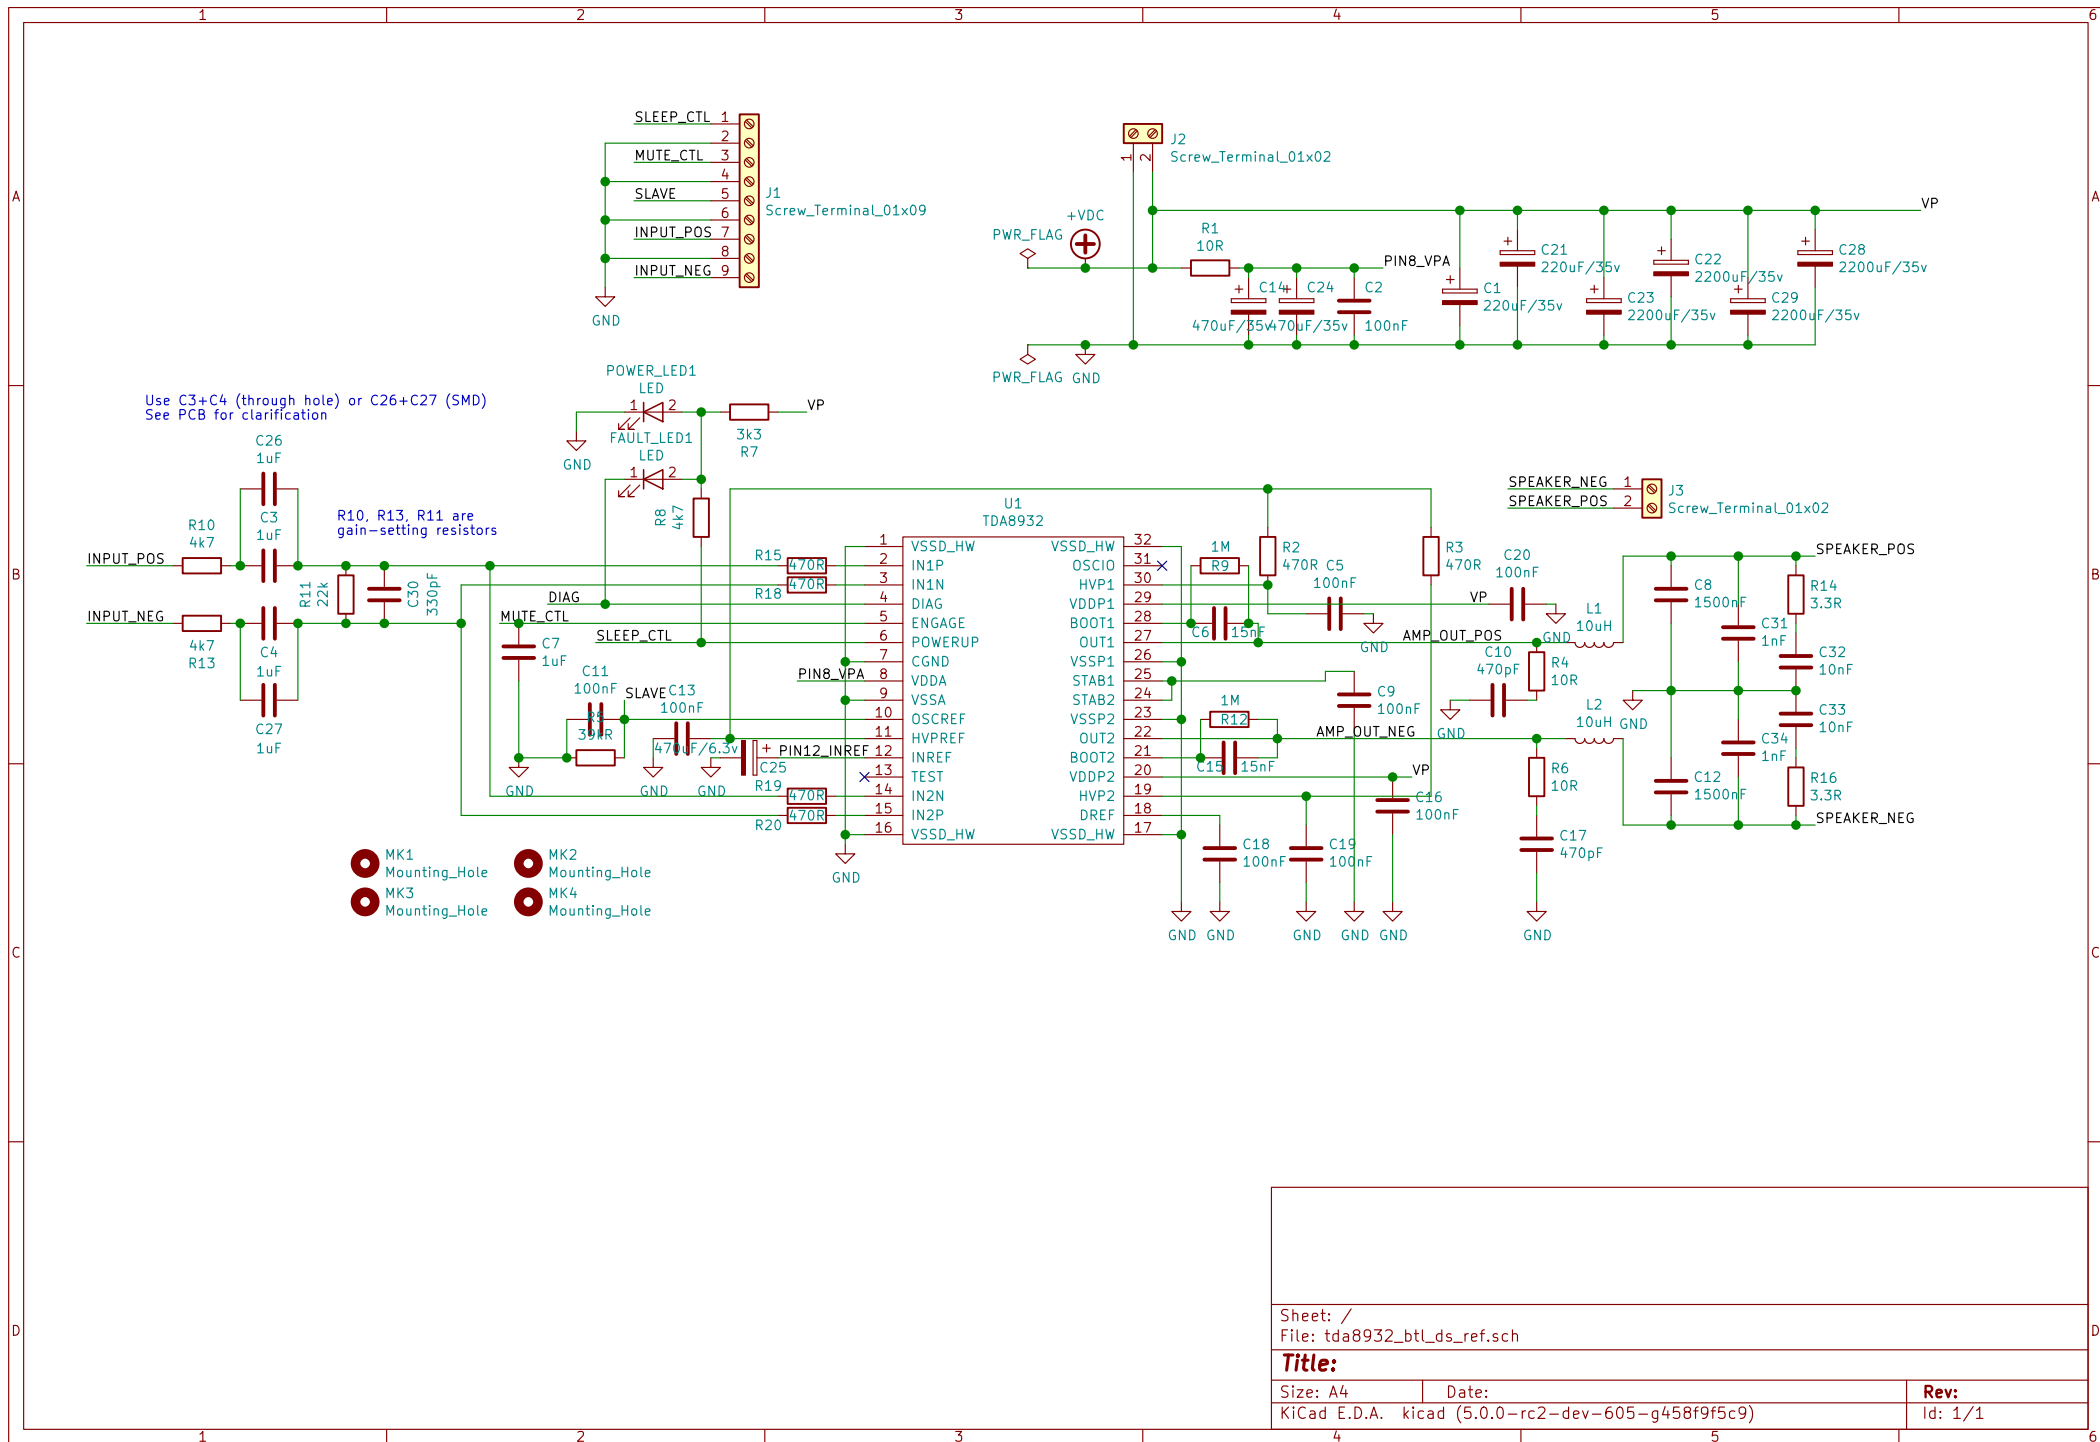 1 2 3 4 5 6
A
B
C
D
SLEEP_CTL 1
2
MUTE_CTL 3
4
SLAVE 5
6
INPUT_POS 7
8
INPUT_NEG 9
J1
Screw_Terminal_01x09
GND
J2
Screw_Terminal_01x02
1 2
+VDC
PWR_FLAG
R1
10R
PIN8_VPA
VP
C14
470uF/35v
C24
470uF/35v
C2
100nF
C1
220uF/35v
C21
220uF/35v
C23
2200uF/35v
C22
2200uF/35v
C29
2200uF/35v
C28
2200uF/35v
PWR_FLAG
GND
POWER_LED1
LED
1 2
VP
3k3
R7
GND
FAULT_LED1
LED
1 2
R8
4k7
Use C3+C4 (through hole) or C26+C27 (SMD)
See PCB for clarification
C26
1uF
C3
1uF
R10
4k7
R10, R13, R11 are
gain-setting resistors
INPUT_POS
INPUT_NEG
R11
22k
C30
330pF
4k7
R13
C4
1uF
C27
1uF
DIAG
MUTE_CTL
SLEEP_CTL
C7
1uF
C11
100nF
SLAVE
C13
100nF
R5
39kR
470uF/6.3v
C25
PIN8_VPA
PIN12_INREF
GND
GND
GND
R15
470R
470R
R18
R19
470R
470R
R20
U1
TDA8932
1 VSSD_HW
2 IN1P
3 IN1N
4 DIAG
5 ENGAGE
6 POWERUP
7 CGND
8 VDDA
9 VSSA
10 OSCREF
11 HVPREF
12 INREF
13 TEST
14 IN2N
15 IN2P
16 VSSD_HW
VSSD_HW 32
OSCIO 31
HVP1 30
VDDP1 29
BOOT1 28
OUT1 27
VSSP1 26
STAB1 25
STAB2 24
VSSP2 23
OUT2 22
BOOT2 21
VDDP2 20
HVP2 19
DREF 18
VSSD_HW 17
GND
1M
R9
R2
470R
C5
100nF
GND
R3
470R
C6
15nF
VP
C20
100nF
GND
AMP_OUT_POS
C10
470pF
R4
10R
GND
L1
10uH
C9
100nF
1M
R12
AMP_OUT_NEG
C15
15nF
VP
C16
100nF
L2
10uH
R6
10R
C17
470pF
C18
100nF
C19
100nF
GND
GND
GND
GND
GND
GND
SPEAKER_NEG 1
SPEAKER_POS 2
J3
Screw_Terminal_01x02
SPEAKER_POS
C8
1500nF
R14
3.3R
C31
1nF
C32
10nF
GND
C33
10nF
C34
1nF
C12
1500nF
R16
3.3R
SPEAKER_NEG
MK1
Mounting_Hole
MK2
Mounting_Hole
MK3
Mounting_Hole
MK4
Mounting_Hole
A
B
C
D
Sheet: /
File: tda8932_btl_ds_ref.sch
Title:
Size: A4 Date: Rev:
KiCad E.D.A. kicad (5.0.0-rc2-dev-605-g458f9f5c9) Id: 1/1
1 2 3 4 5 6